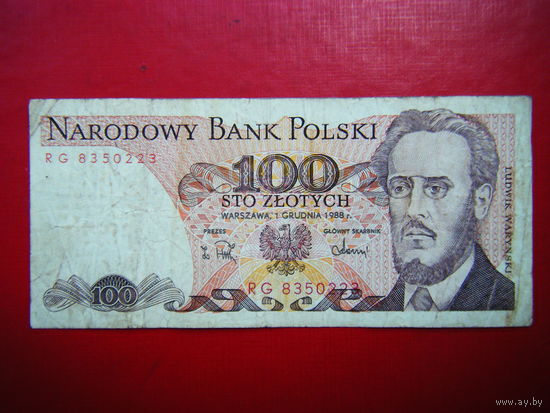 NARODOWY BANK POLSKI
RG 8350223
100
STO ZŁOTYCH
WARSZAWA, 1 GRUDNIA 1988 r.
PREZES GŁÓWNY SKARBNIK
LUDWIK WARYŃSKI
100
RG 8350223
www.ay.by